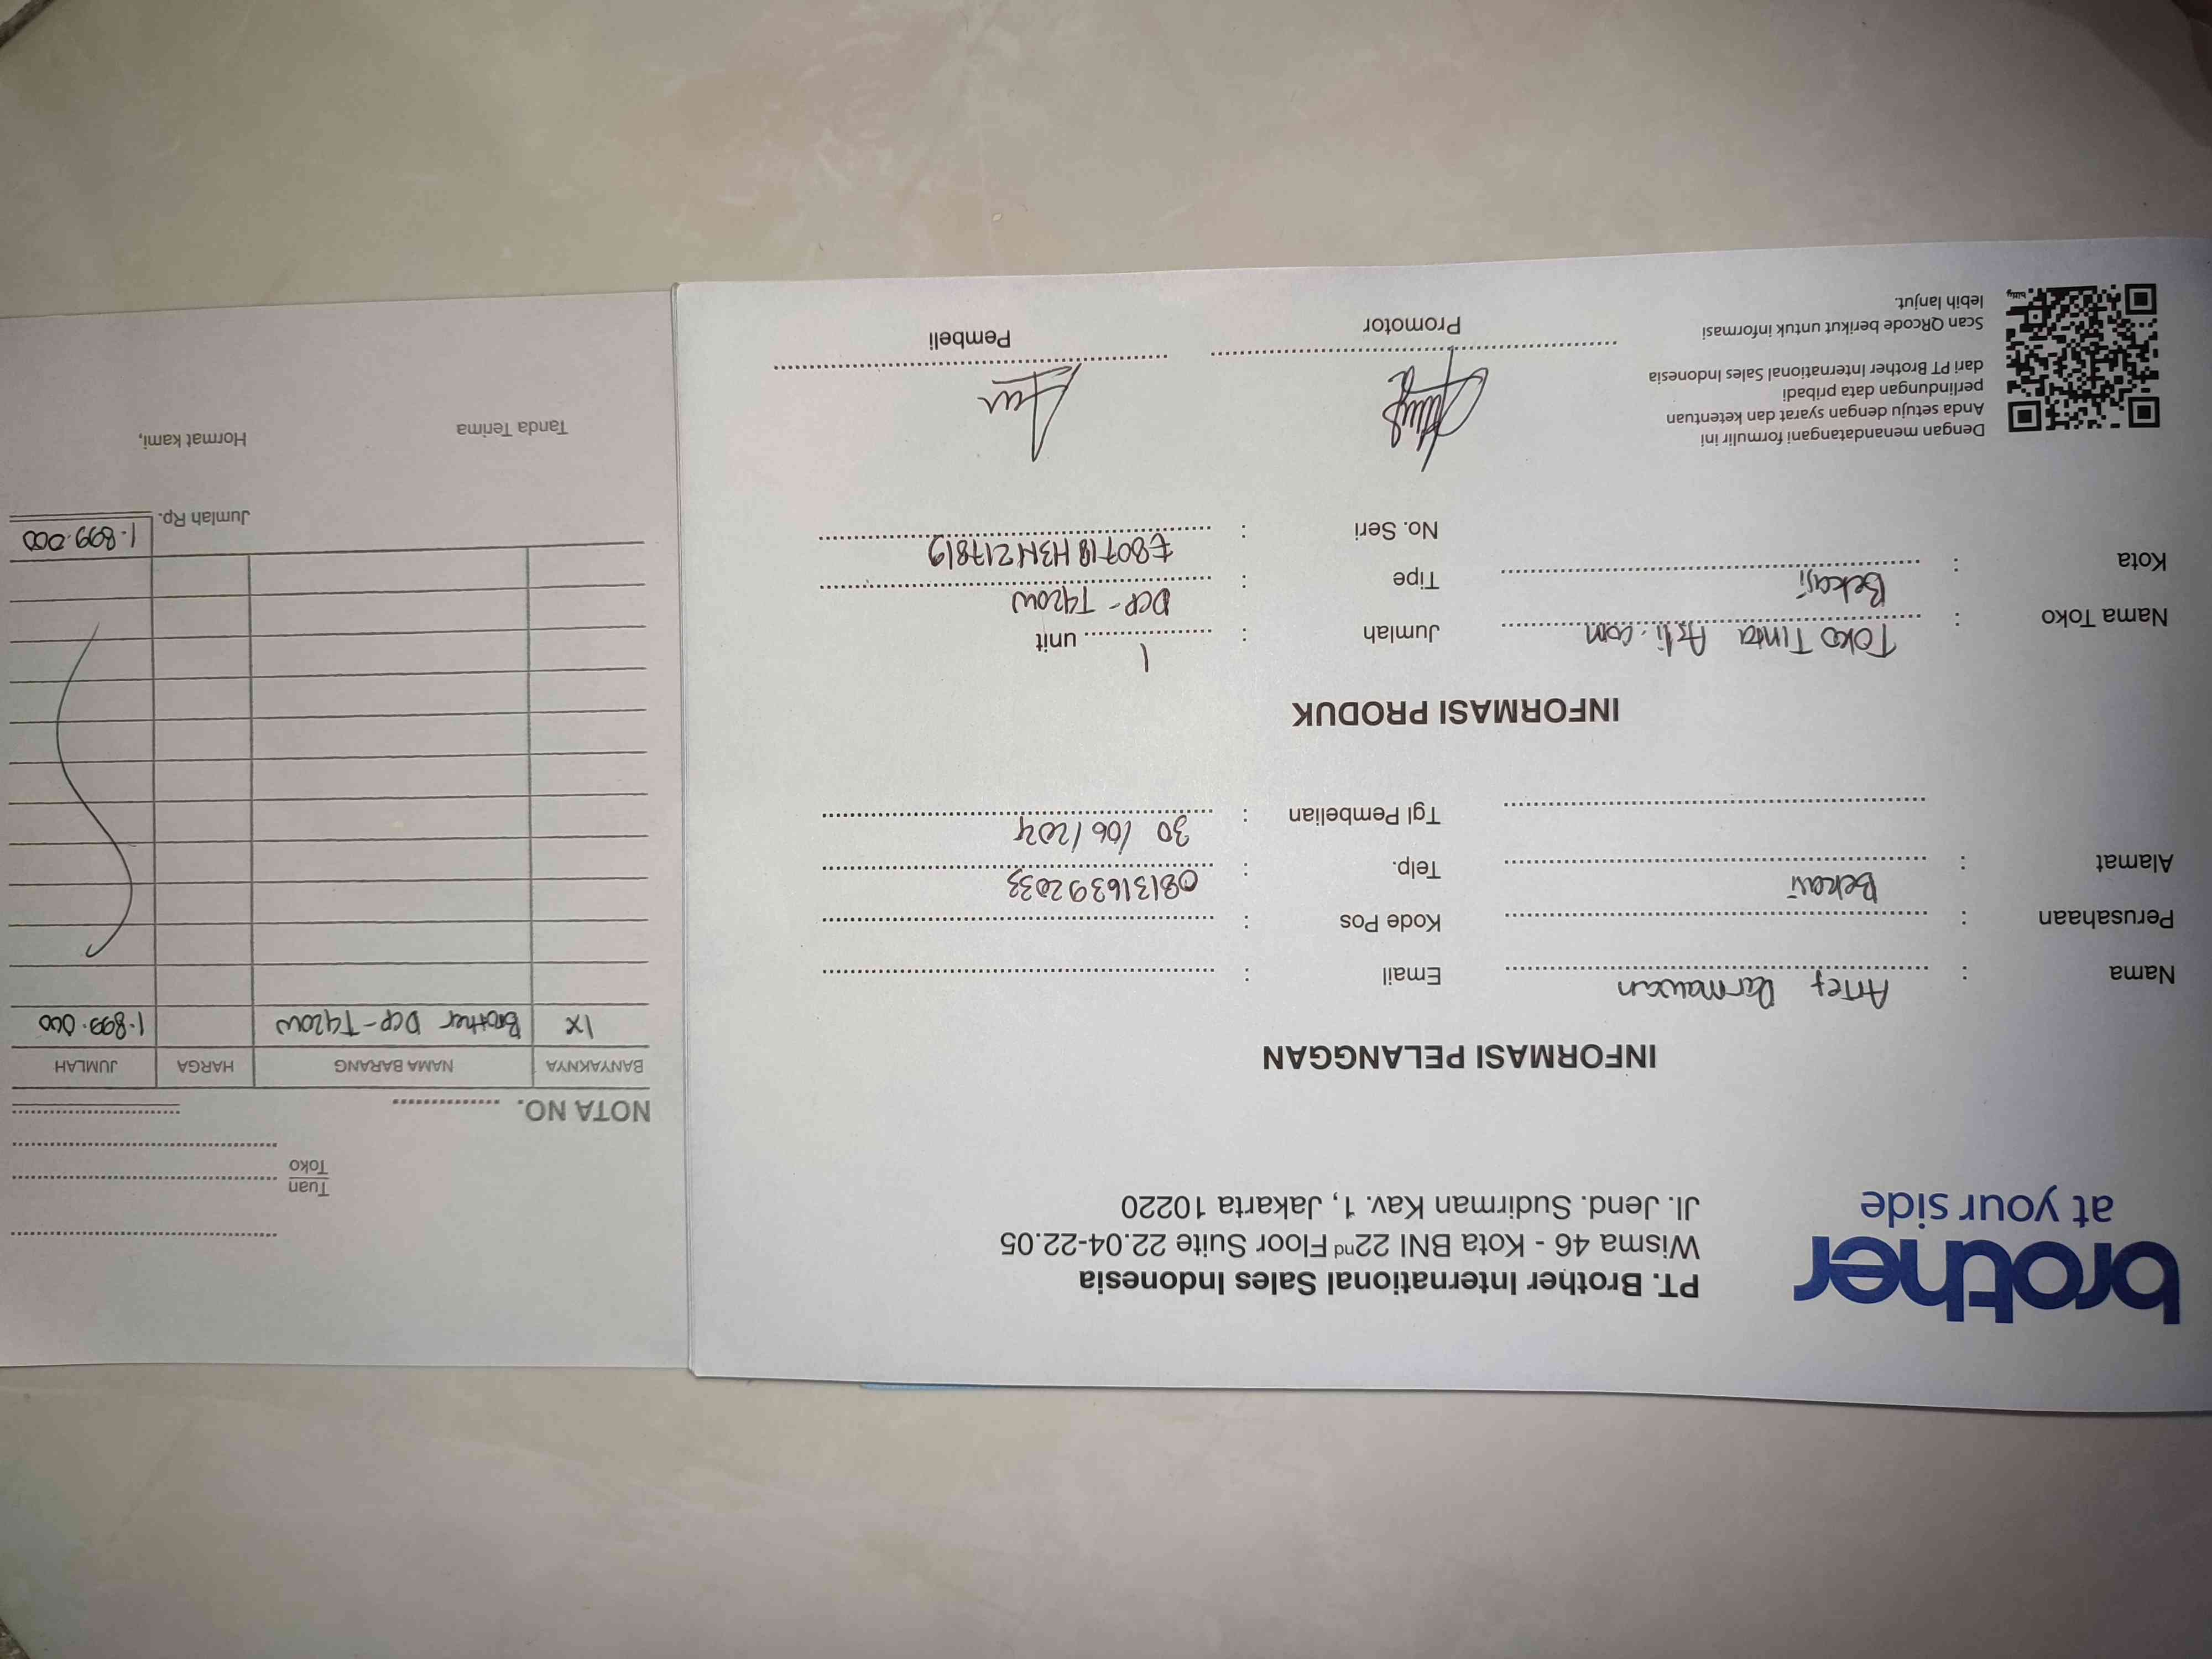 brother
at your side
PT. Brother International Sales Indonesia
Wisma 46 - Kota BNI 22nd Floor Suite 22.04-22.05
Jl. Jend. Sudirman Kav. 1, Jakarta 10220
INFORMASI PELANGGAN
Nama : Arief Darmawan
Email :
Perusahaan :
Kode Pos :
Alamat : Bekasi
Telp. : 081316392033
Tgl Pembelian : 30 /06 /2024
INFORMASI PRODUK
Nama Toko : Toko Tinta Asli.com
Jumlah : 1 unit
Kota : Bekasi
Tipe : DCP-T420W
No. Seri : E80718H3N217819
Dengan menandatangani formulir ini
Anda setuju dengan syarat dan ketentuan
perlindungan data pribadi
dari PT Brother International Sales Indonesia
Scan QRcode berikut untuk informasi
lebih lanjut.
bitly
Promotor
Pembeli
Tuan
Toko
NOTA NO.
BANYAKNYA NAMA BARANG HARGA JUMLAH
1x Brother DCP-T420W 1.899.000
Jumlah Rp. 1.899.000
Tanda Terima Hormat kami,